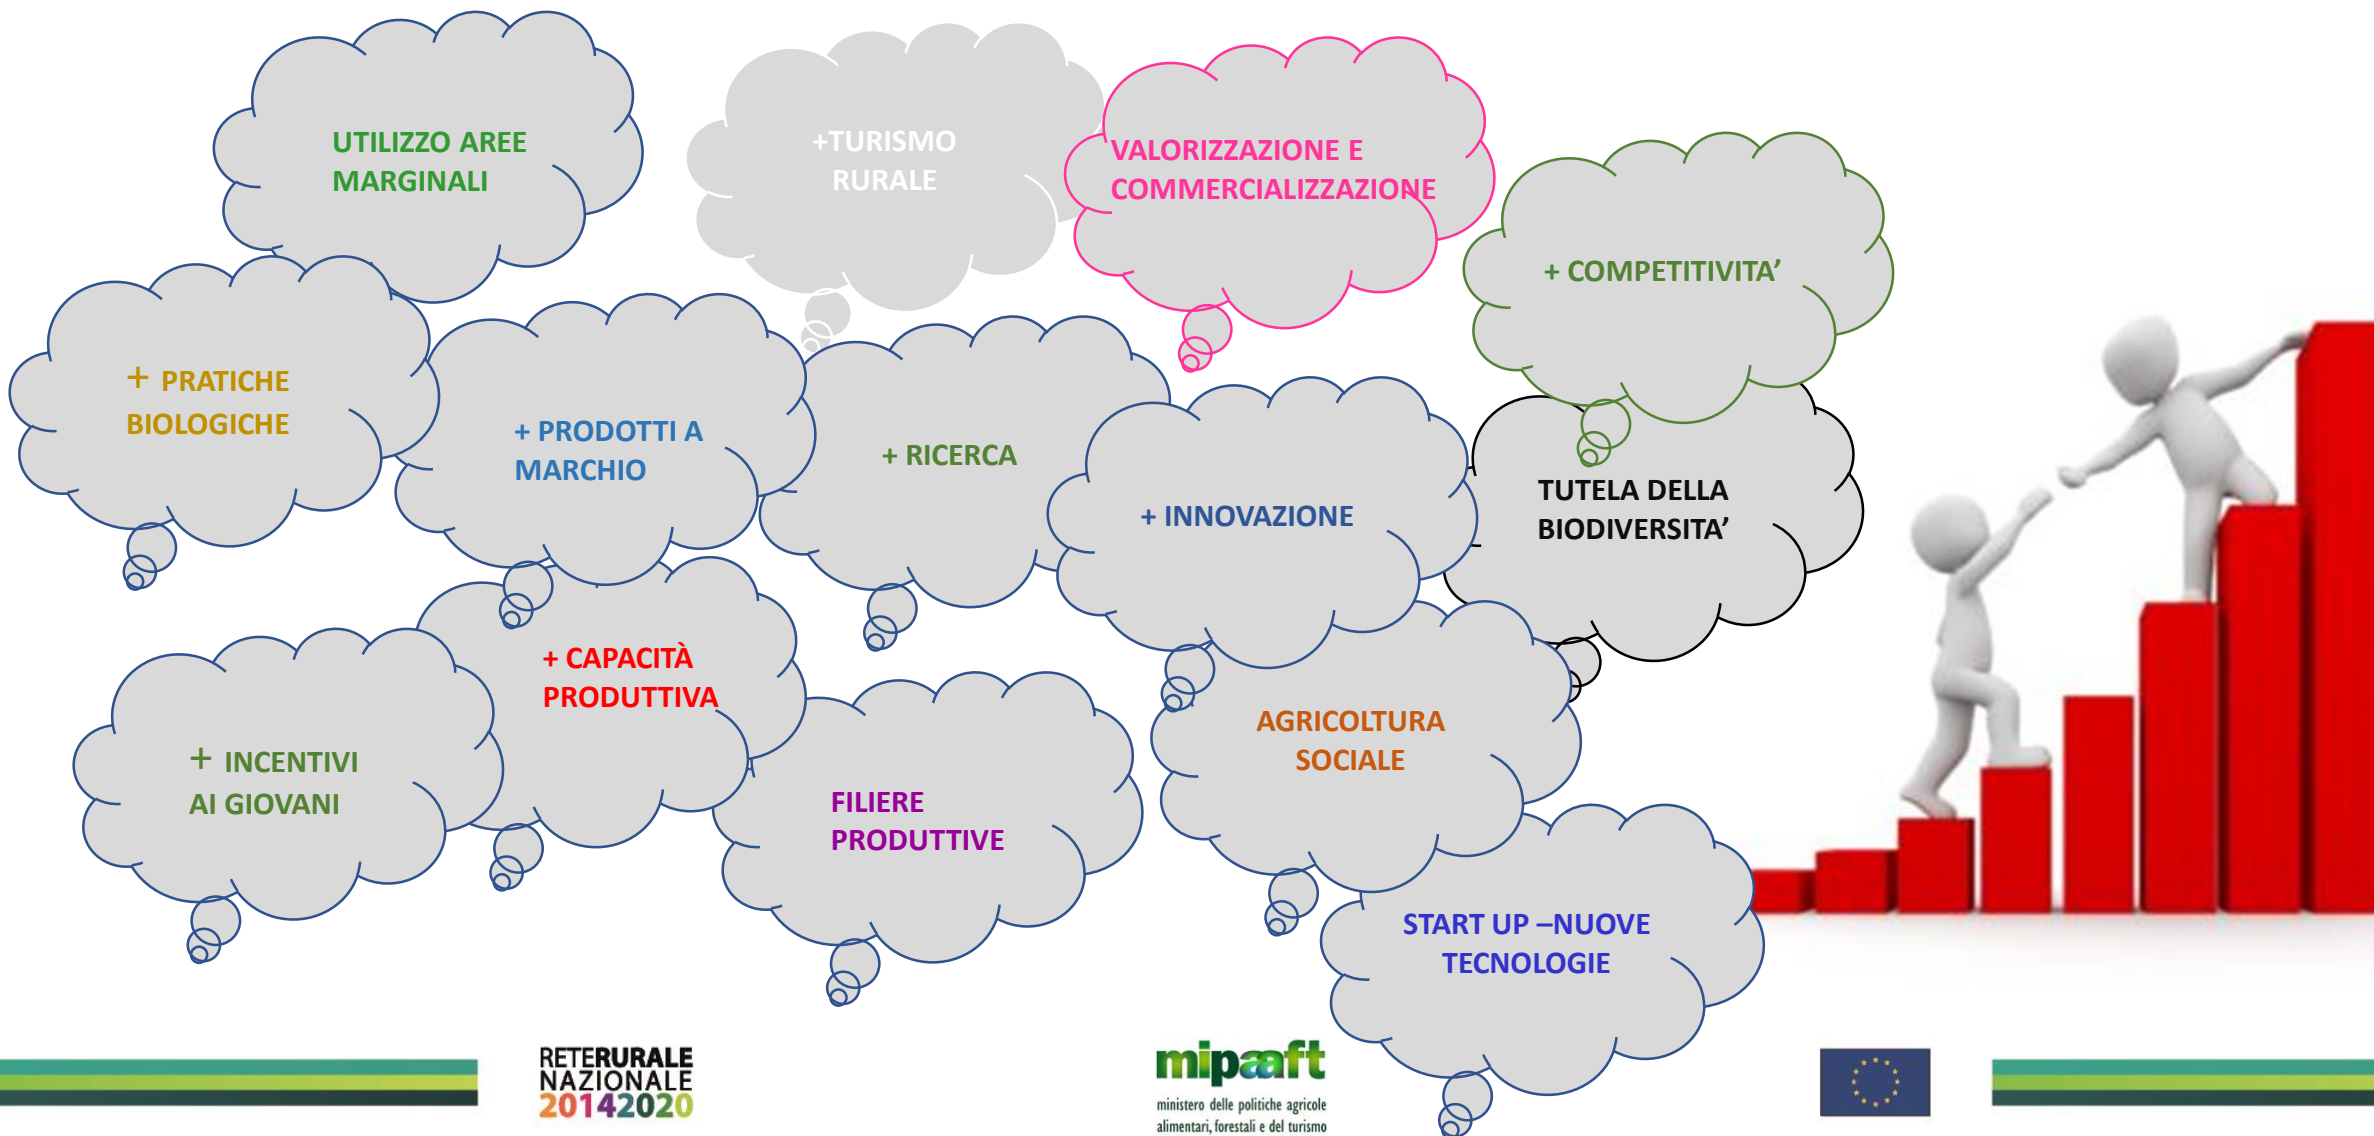 UTILIZZO AREE
MARGINALI
+TURISMO
RURALE
VALORIZZAZIONE E
COMMERCIALIZZAZIONE
+ COMPETITIVITA’
+ PRATICHE
BIOLOGICHE
+ PRODOTTI A
MARCHIO
+ RICERCA
+ INNOVAZIONE
TUTELA DELLA
BIODIVERSITA’
+ CAPACITÀ
PRODUTTIVA
+ INCENTIVI
AI GIOVANI
FILIERE
PRODUTTIVE
AGRICOLTURA
SOCIALE
START UP –NUOVE
TECNOLOGIE
RETERURALE
NAZIONALE
20142020
mipaaft
ministero delle politiche agricole
alimentari, forestali e del turismo